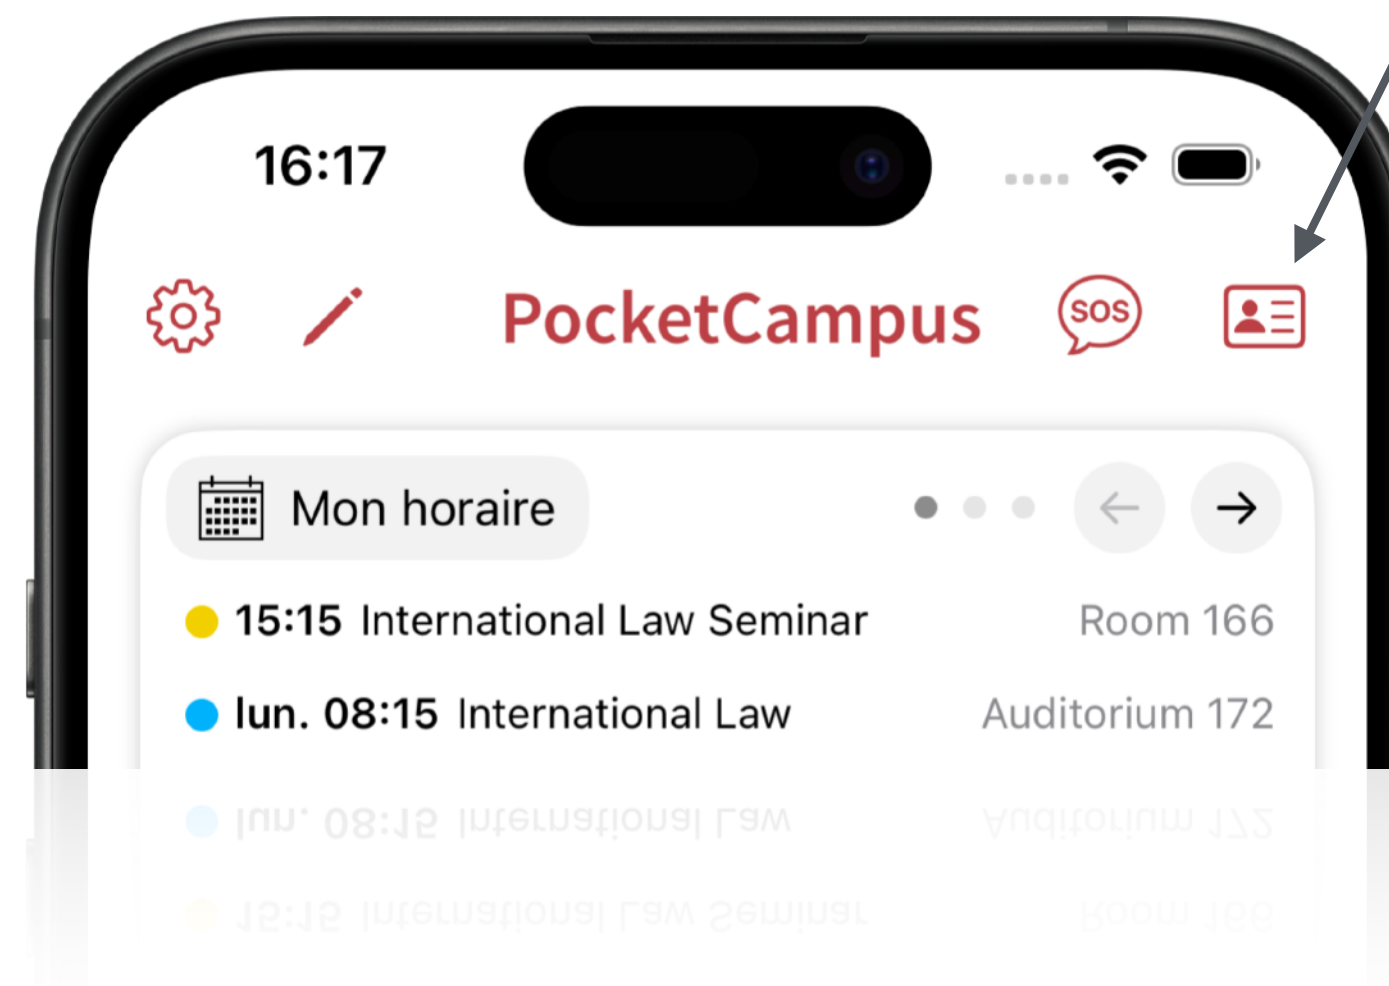 16:17
PocketCampus SOS
Mon horaire
15:15 International Law Seminar Room 166
lun. 08:15 International Law Auditorium 172